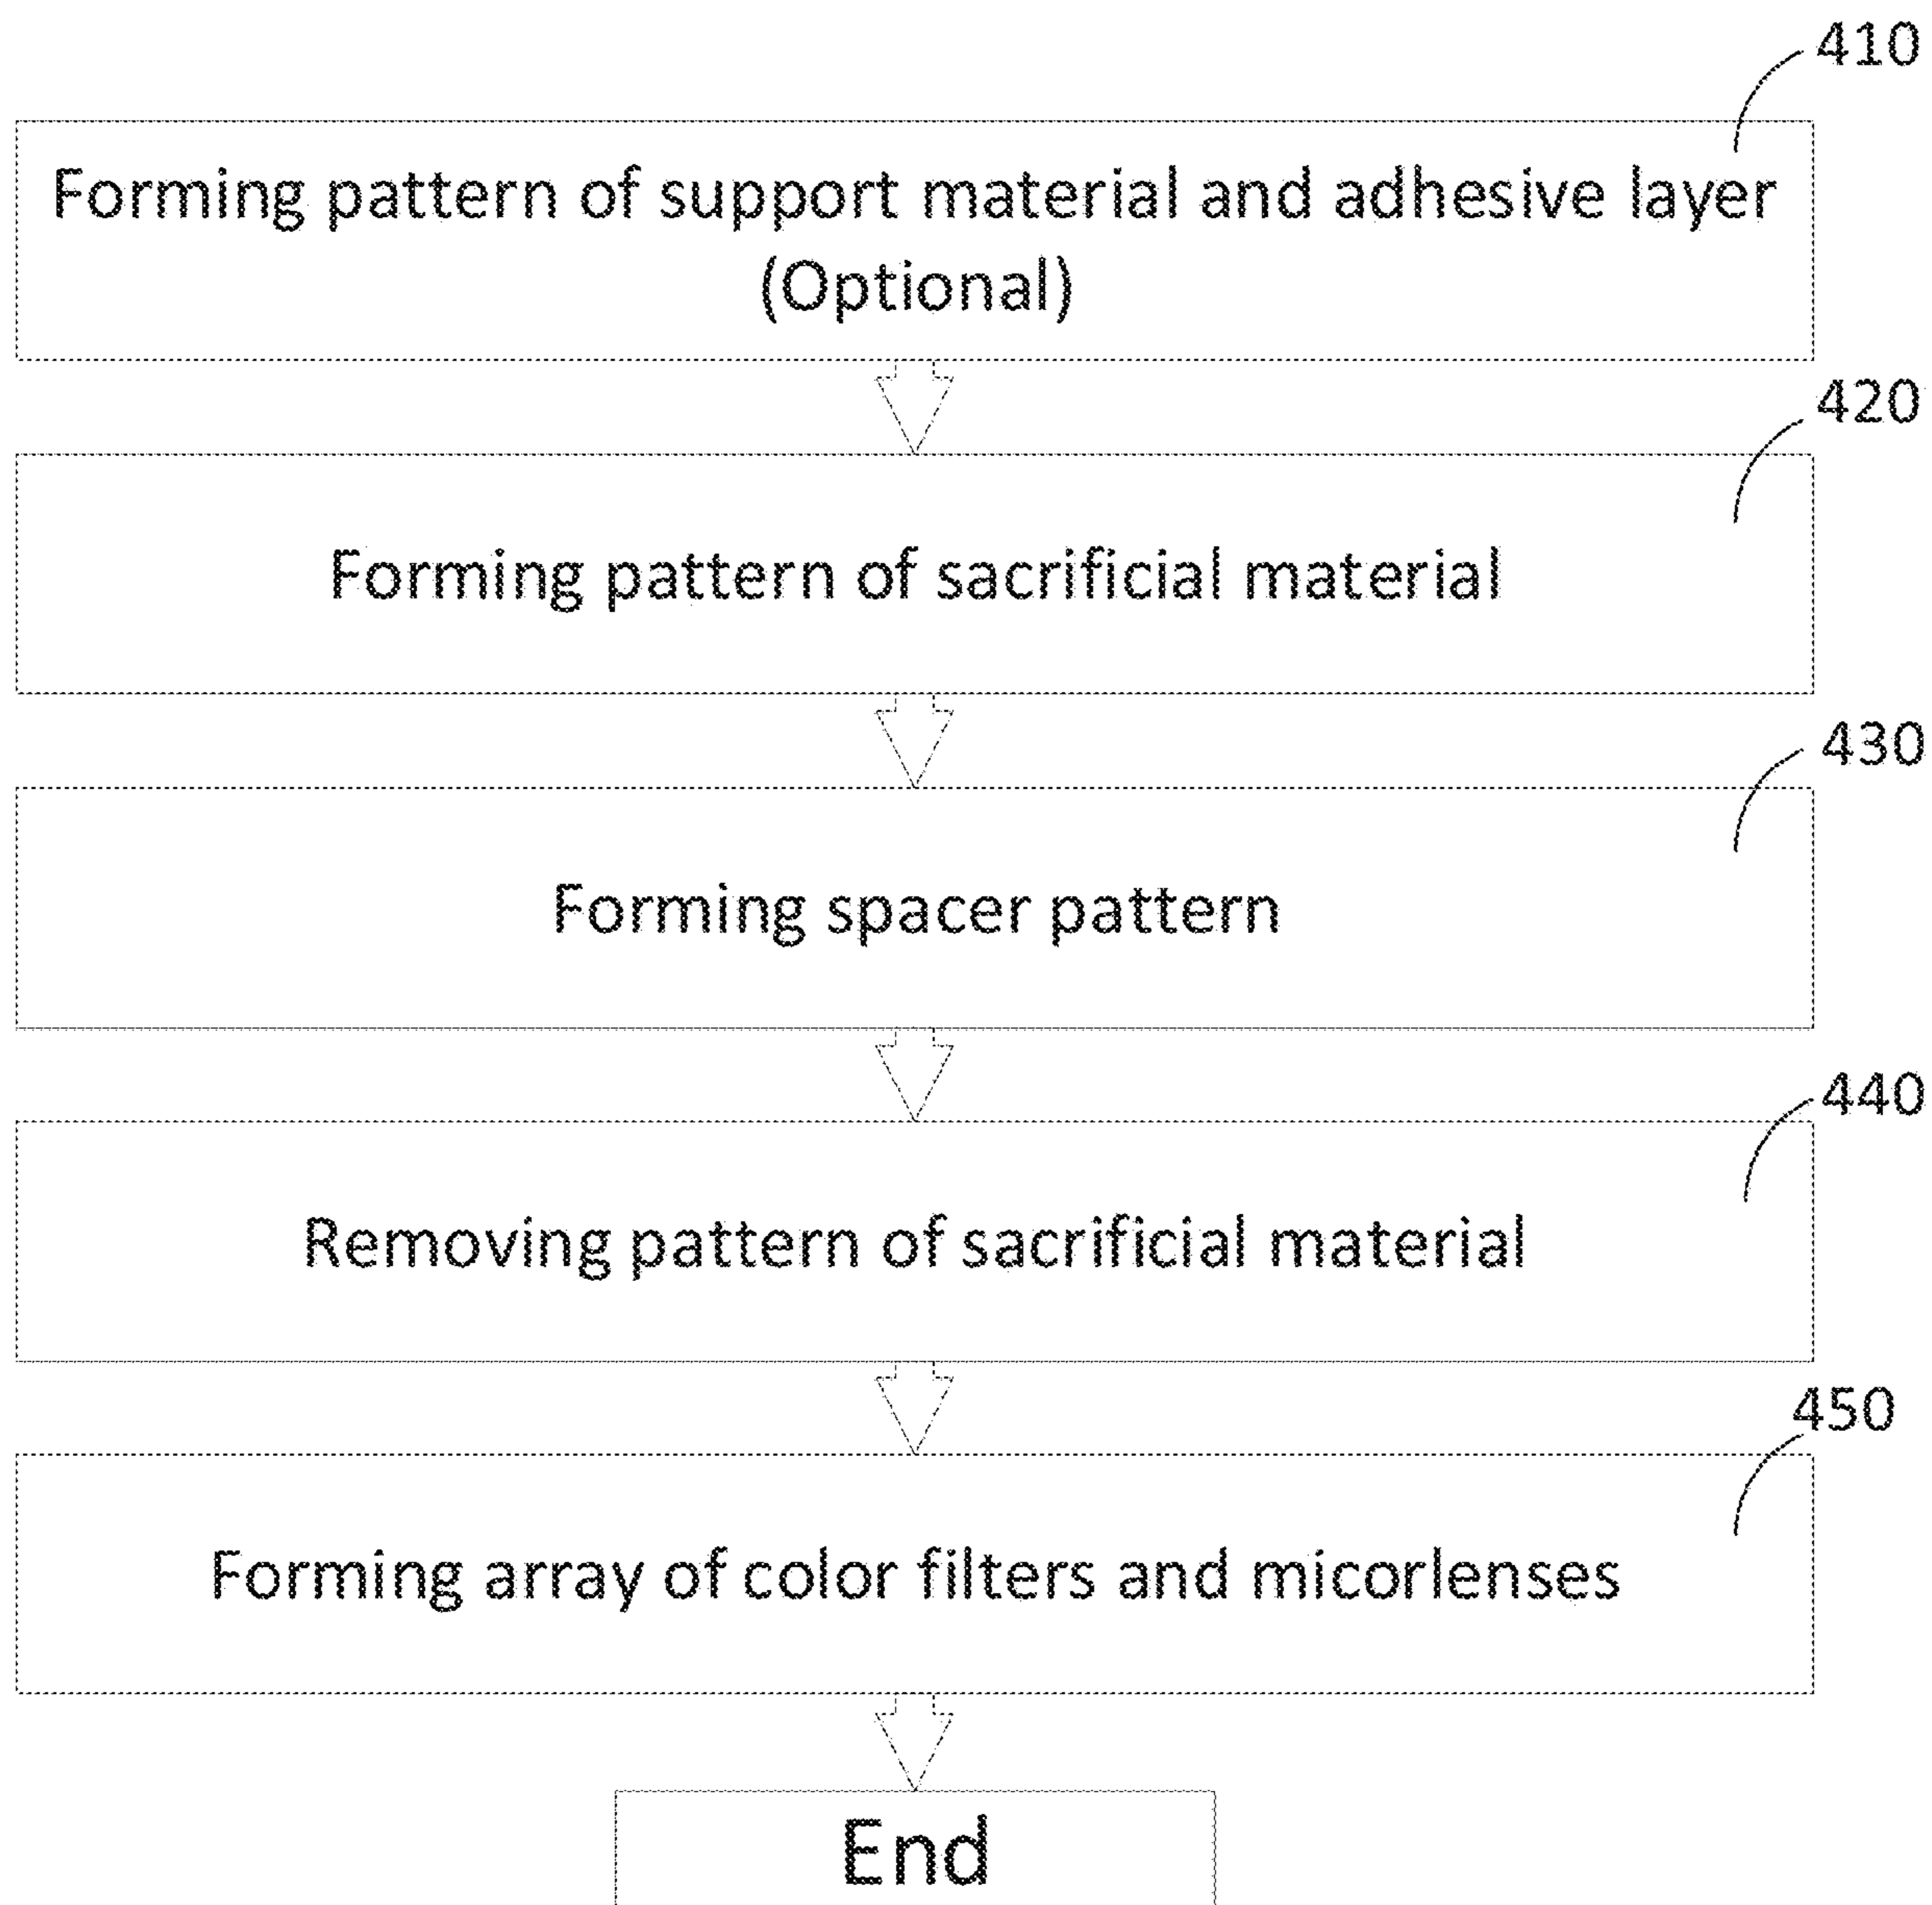 410
Forming pattern of support material and adhesive layer
(Optional)
420
Forming pattern of sacrificial material
430
Forming spacer pattern
440
Removing pattern of sacrificial material
450
Forming array of color filters and micorlenses
End